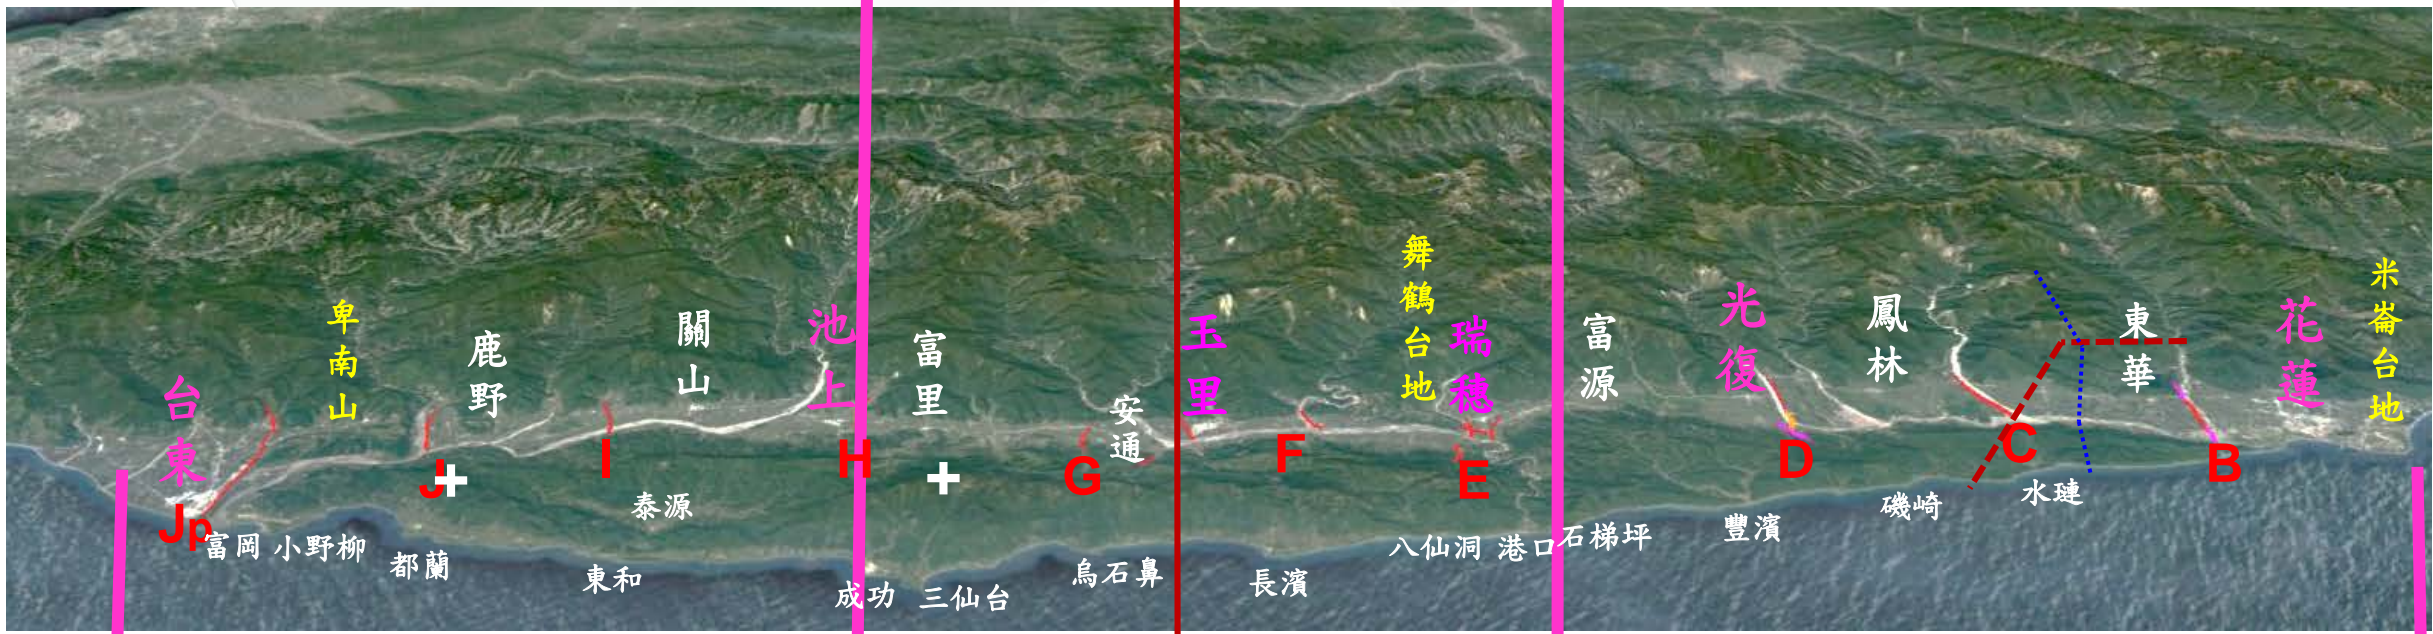 台東
卑南山
鹿野
關山
池上
富里
安通
玉里
舞鶴台地
瑞穗
富源
光復
鳳林
東華
花蓮
米崙台地
Jp
J
I
H
G
F
E
D
C
B
富岡
小野柳
都蘭
泰源
東和
成功
三仙台
烏石鼻
長濱
八仙洞
港口
石梯坪
豐濱
磯崎
水璉